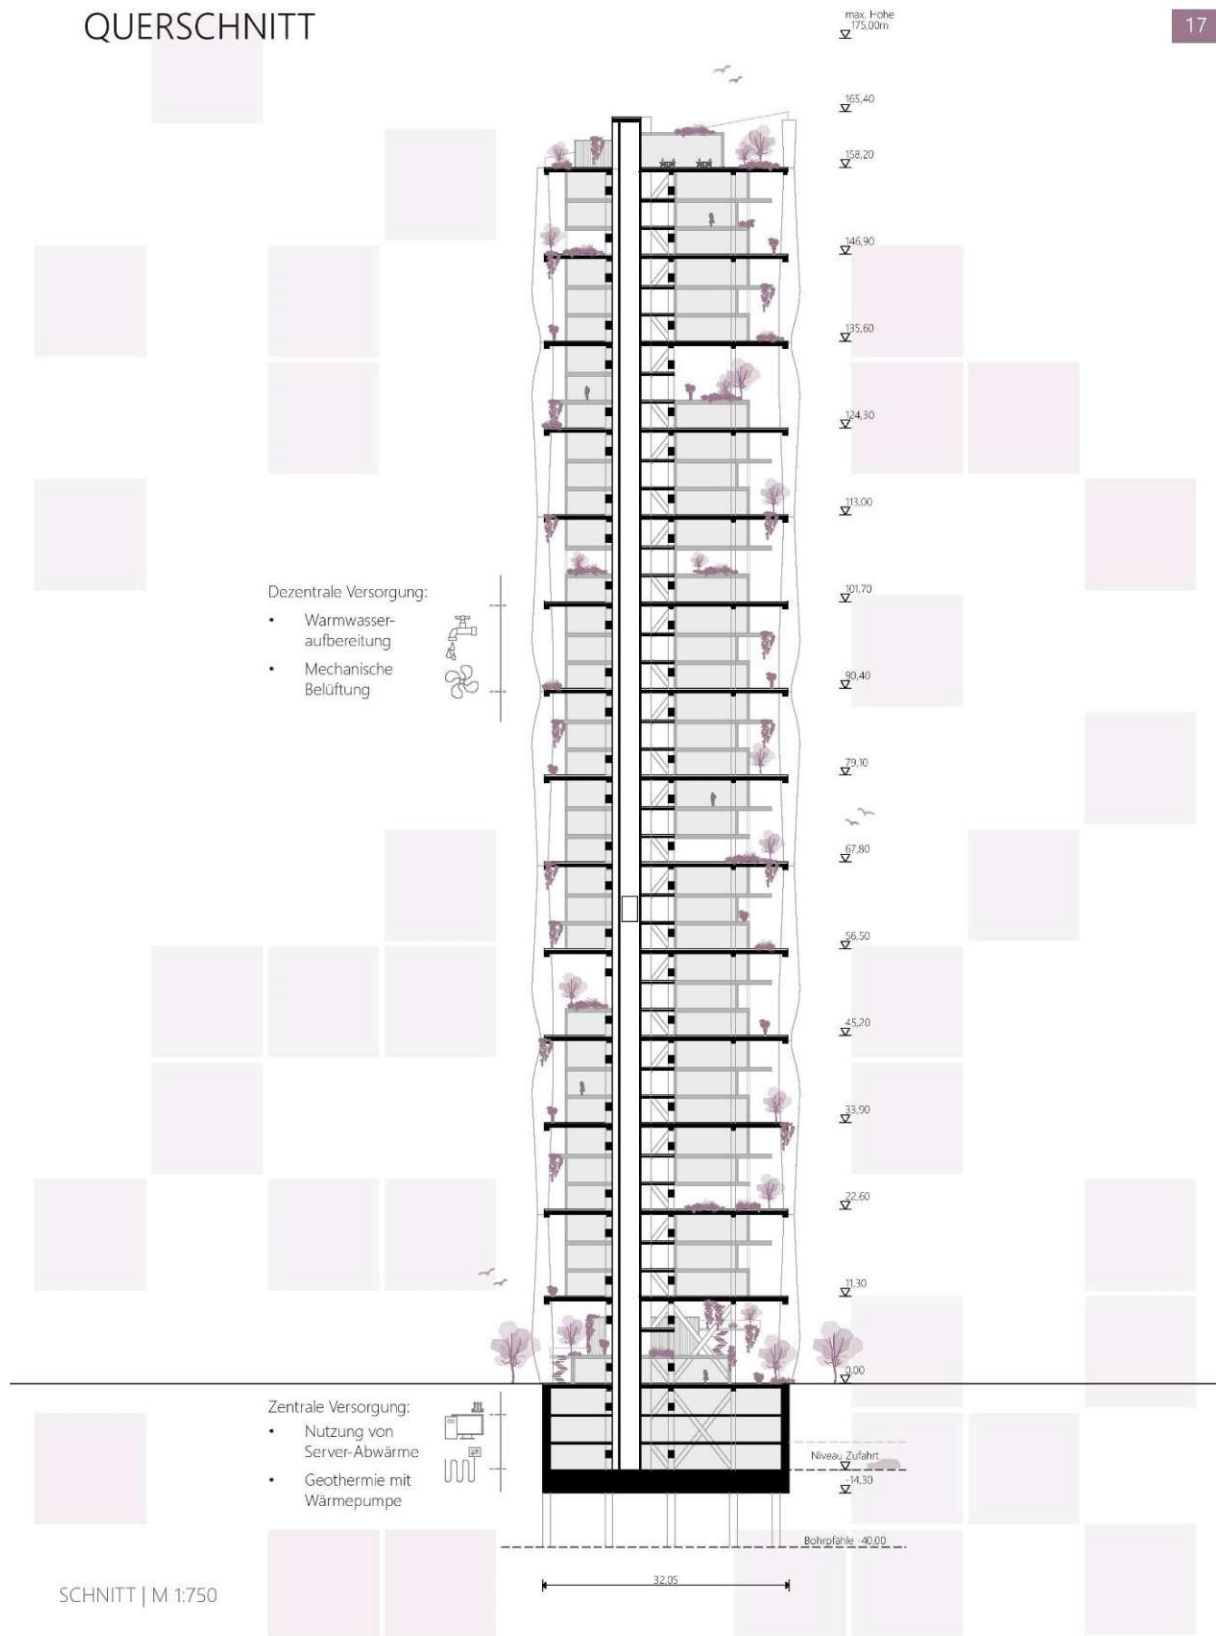 QUERSCHNITT
max. Höhe
175,00m
17
165,40
158,20
146,90
135,60
124,30
113,00
101,70
Dezentrale Versorgung:
• Warmwasser-
aufbereitung
• Mechanische
Belüftung
90,40
79,10
67,80
56,50
45,20
33,90
22,60
11,30
0,00
Zentrale Versorgung:
• Nutzung von
Server-Abwärme
• Geothermie mit
Wärmepumpe
Niveau Zufahrt
-14,30
Bohrpfähle -40,00
32,05
SCHNITT | M 1:750